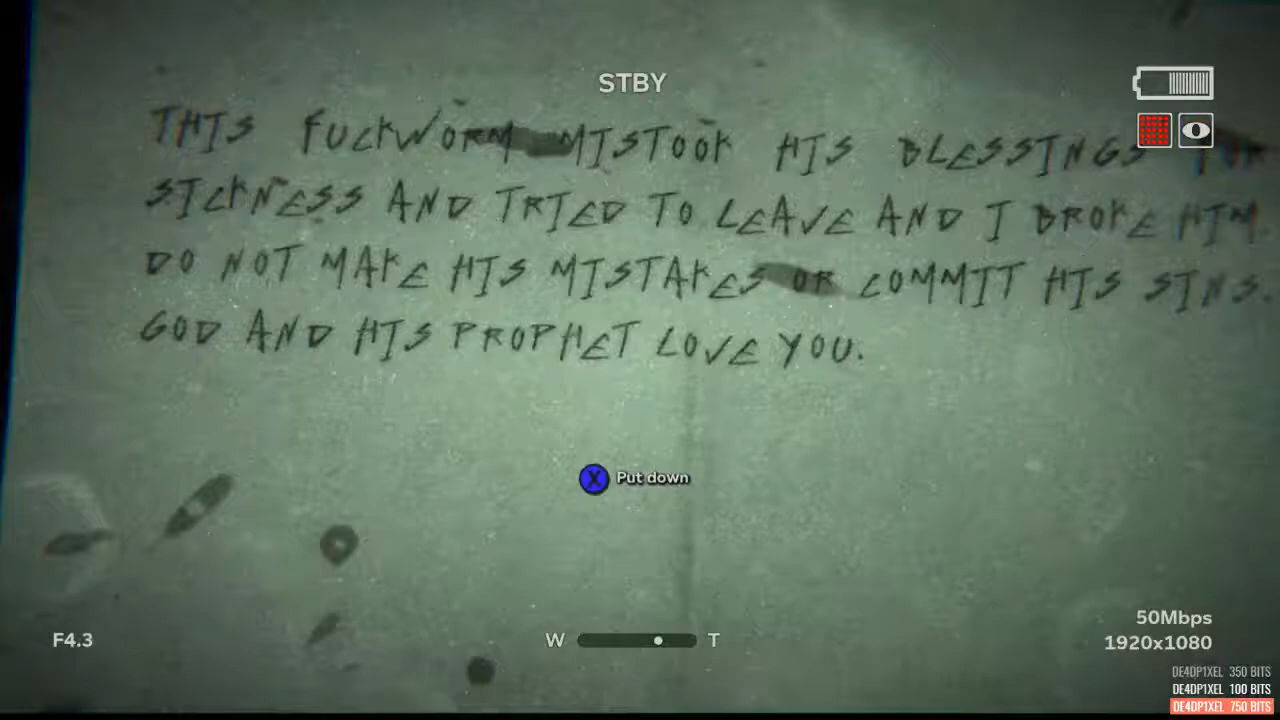 STBY
THIS FUCKWORM MISTOOK HIS BLESSINGS FOR
SICKNESS AND TRIED TO LEAVE AND I BROKE HIM.
DO NOT MAKE HIS MISTAKES OR COMMIT HIS SINS.
GOD AND HIS PROPHET LOVE YOU.
X Put down
F4.3
W T
50Mbps
1920x1080
DE4DP1XEL 350 BITS
DE4DP1XEL 100 BITS
DE4DP1XEL 750 BITS